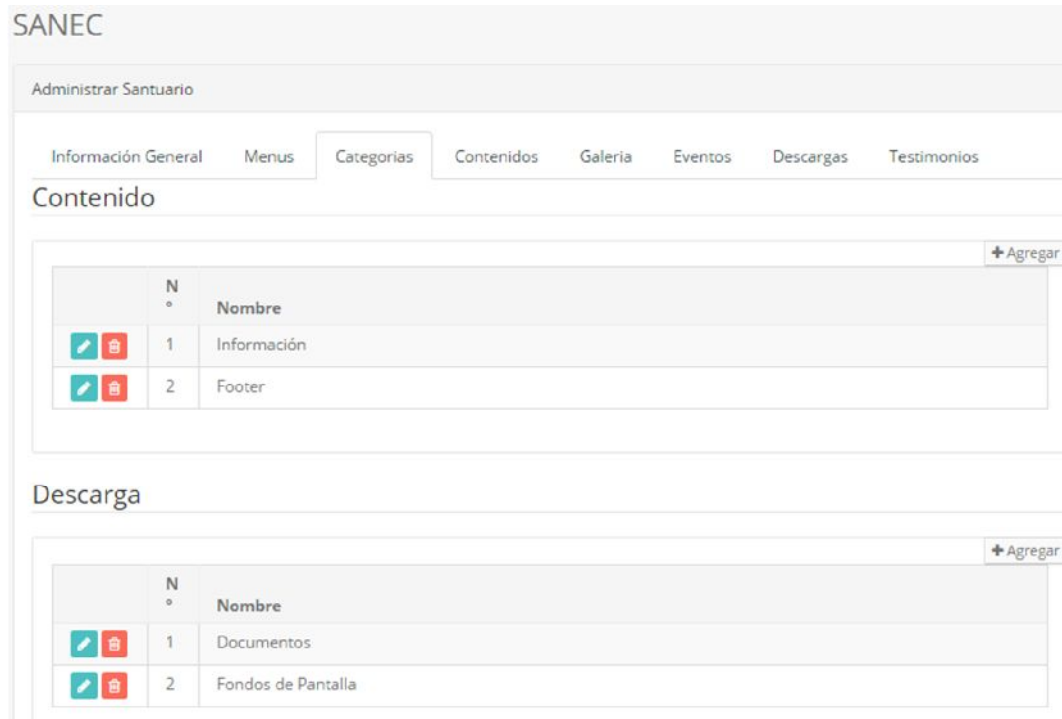 SANEC
Administrar Santuario
Información General Menus Categorias Contenidos Galeria Eventos Descargas Testimonios
Contenido
+ Agregar
N
° Nombre
1 Información
2 Footer
Descarga
+ Agregar
N
° Nombre
1 Documentos
2 Fondos de Pantalla